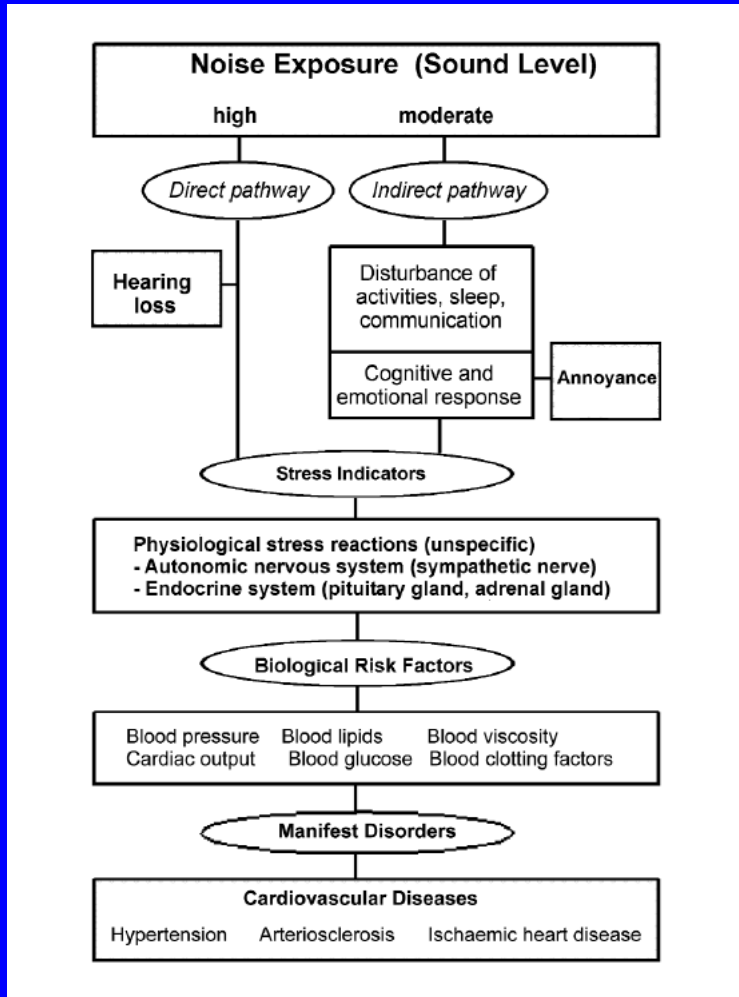 Noise Exposure (Sound Level)
high moderate
Direct pathway Indirect pathway
Hearing
loss
Disturbance of
activities, sleep,
communication
Cognitive and
emotional response
Annoyance
Stress Indicators
Physiological stress reactions (unspecific)
- Autonomic nervous system (sympathetic nerve)
- Endocrine system (pituitary gland, adrenal gland)
Biological Risk Factors
Blood pressure Blood lipids Blood viscosity
Cardiac output Blood glucose Blood clotting factors
Manifest Disorders
Cardiovascular Diseases
Hypertension Arteriosclerosis Ischaemic heart disease